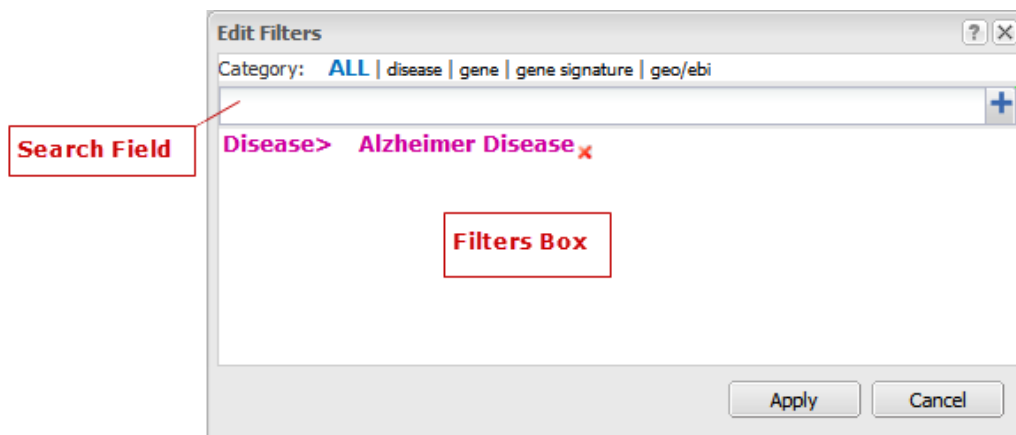 Edit Filters ? X
Category: ALL | disease | gene | gene signature | geo/ebi
+
Search Field
Disease> Alzheimer Disease x
Filters Box
Apply Cancel